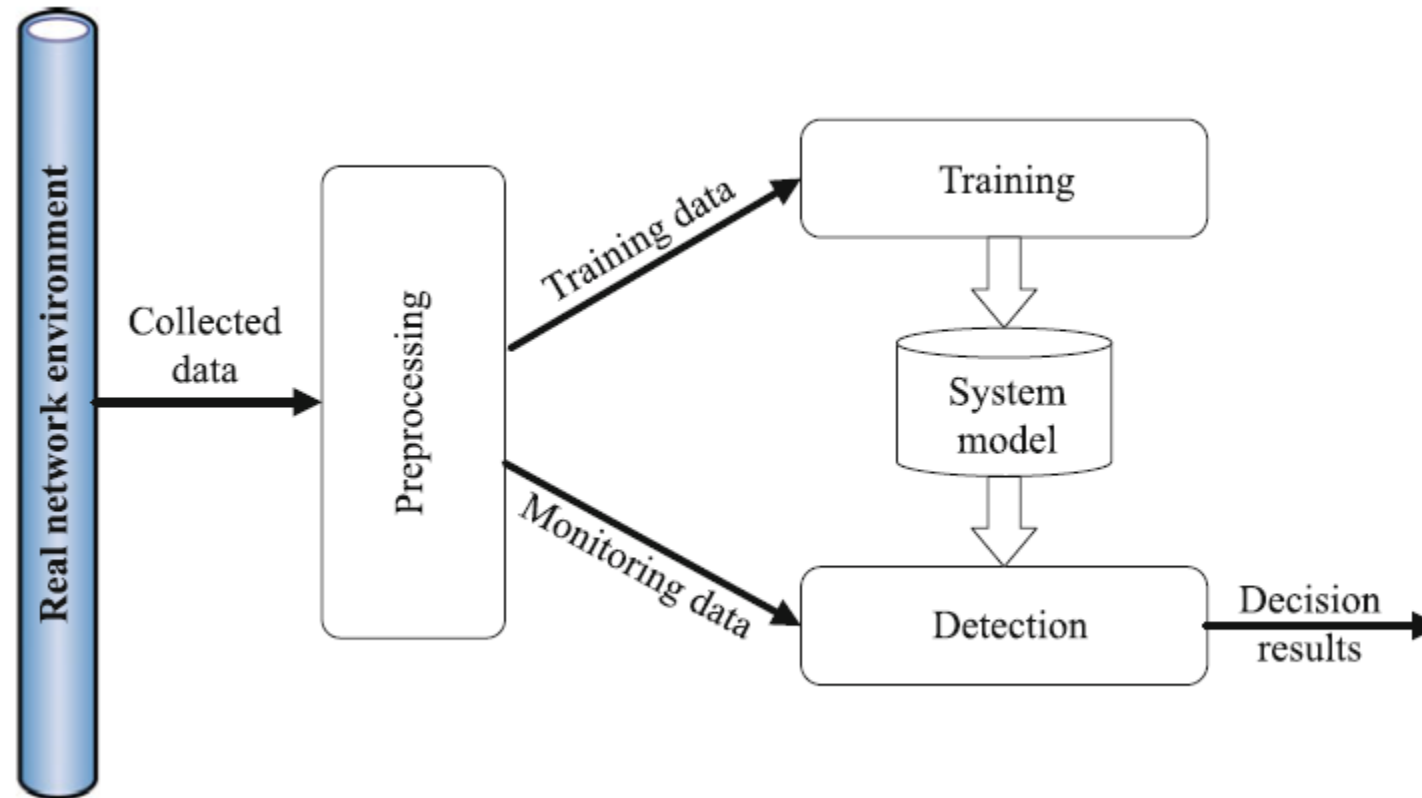 Real network environment
Collected
data
Preprocessing
Training data
Monitoring data
Training
System
model
Detection
Decision
results